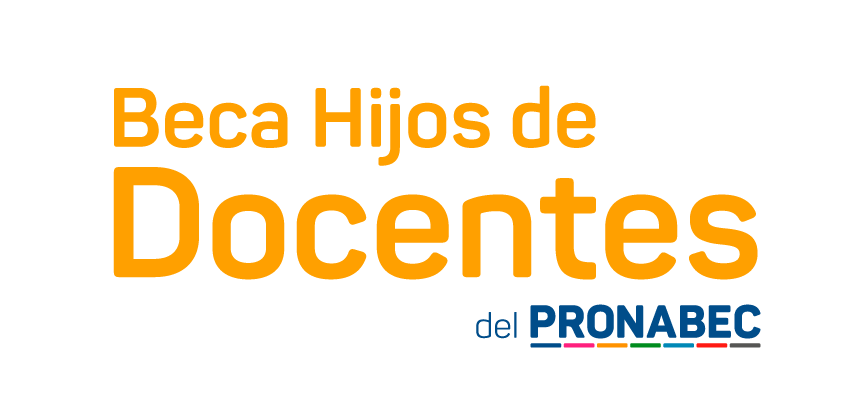 Beca Hijos de
Docentes
del PRONABEC